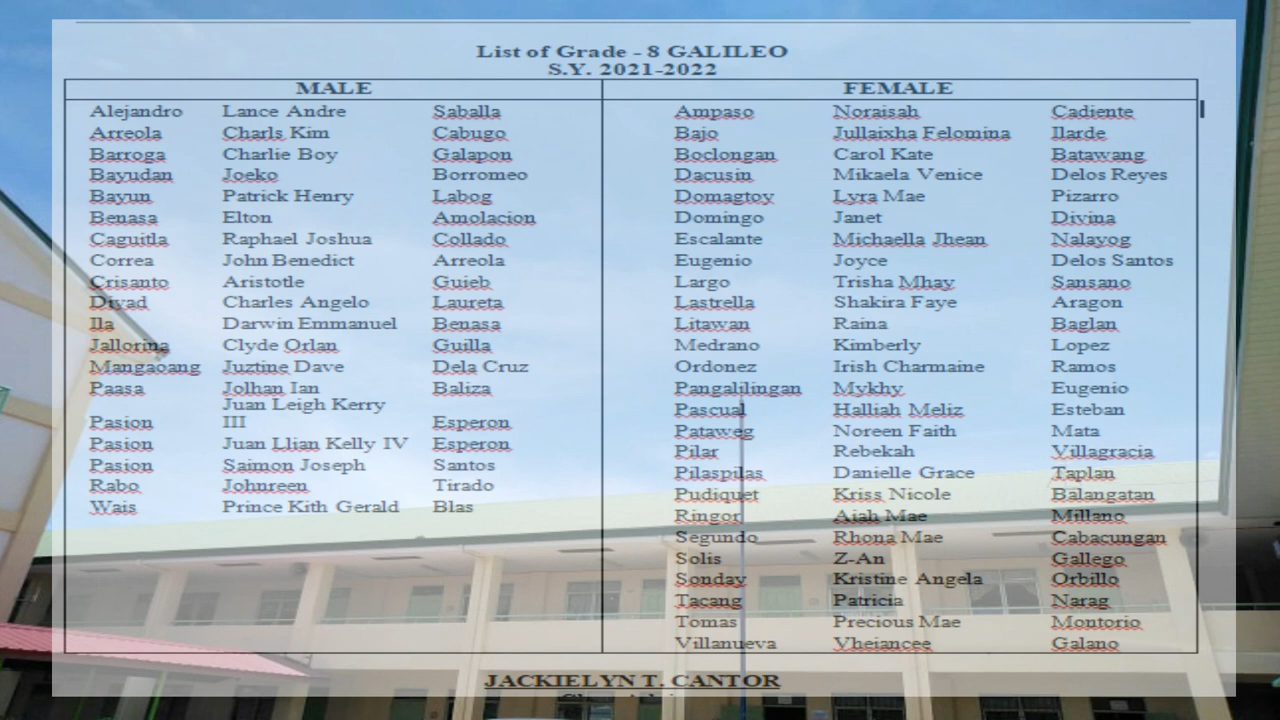 List of Grade - 8 GALILEO
S.Y. 2021-2022
MALE FEMALE
Alejandro Lance Andre Saballa Ampaso Noraisah Cadiente
Arreola Charls Kim Cabugo Bajo Jullaixha Felomina Ilarde
Barroga Charlie Boy Galapon Boclongan Carol Kate Batawang
Bayudan Joeko Borromeo Dacusin Mikaela Venice Delos Reyes
Bayun Patrick Henry Labog Domagtoy Lyra Mae Pizarro
Benasa Elton Amolacion Domingo Janet Divina
Caguitla Raphael Joshua Collado Escalante Michaella Jhean Nalayog
Correa John Benedict Arreola Eugenio Joyce Delos Santos
Crisanto Aristotle Guieb Largo Trisha Mhay Sansano
Divad Charles Angelo Laureta Lastrella Shakira Faye Aragon
Ila Darwin Emmanuel Benasa Litawan Raina Baglan
Jallorina Clyde Orlan Guilla Medrano Kimberly Lopez
Mangaoang Juztine Dave Dela Cruz Ordonez Irish Charmaine Ramos
Paasa Jolhan Ian Baliza Pangalilingan Mykhy Eugenio
Juan Leigh Kerry Pascual Halliah Meliz Esteban
Pasion III Esperon Pataweg Noreen Faith Mata
Pasion Juan Llian Kelly IV Esperon Pilar Rebekah Villagracia
Pasion Saimon Joseph Santos Pilaspilas Danielle Grace Taplan
Rabo Johnreen Tirado Pudiquet Kriss Nicole Balangatan
Wais Prince Kith Gerald Blas Ringor Aiah Mae Millano
Segundo Rhona Mae Cabacungan
Solis Z-An Gallego
Sonday Kristine Angela Orbillo
Tacang Patricia Narag
Tomas Precious Mae Montorio
Villanueva Vheiancee Galano
JACKIELYN T. CANTOR